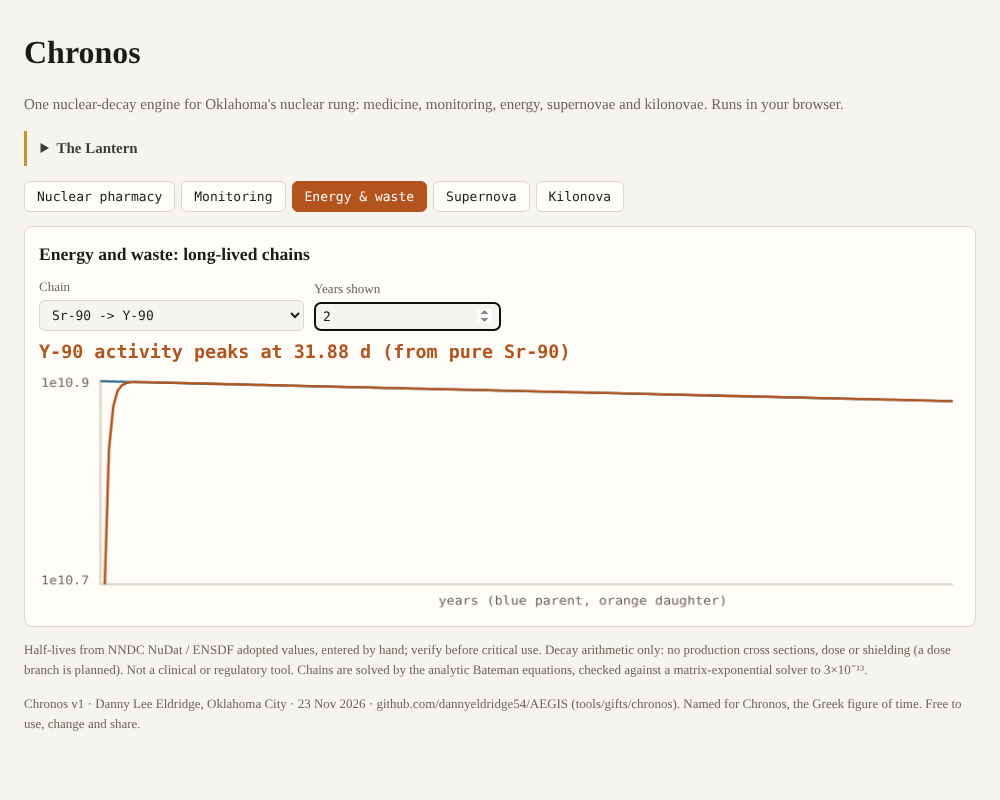 Chronos
One nuclear-decay engine for Oklahoma's nuclear rung: medicine, monitoring, energy, supernovae and kilonovae. Runs in your browser.
▶ The Lantern
Nuclear pharmacy Monitoring Energy & waste Supernova Kilonova
Energy and waste: long-lived chains
Chain Years shown
Sr-90 -> Y-90 2
Y-90 activity peaks at 31.88 d (from pure Sr-90)
1e10.9
1e10.7
years (blue parent, orange daughter)
Half-lives from NNDC NuDat / ENSDF adopted values, entered by hand; verify before critical use. Decay arithmetic only: no production cross sections, dose or shielding (a dose
branch is planned). Not a clinical or regulatory tool. Chains are solved by the analytic Bateman equations, checked against a matrix-exponential solver to 3×10⁻¹³.
Chronos v1 · Danny Lee Eldridge, Oklahoma City · 23 Nov 2026 · github.com/dannyeldridge54/AEGIS (tools/gifts/chronos). Named for Chronos, the Greek figure of time. Free to
use, change and share.